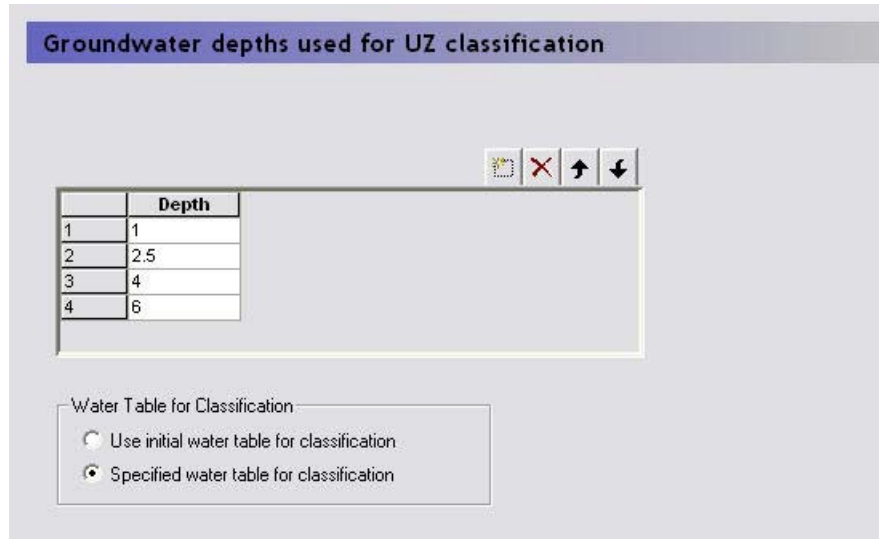 Groundwater depths used for UZ classification
Depth
1 1
2 2.5
3 4
4 6
Water Table for Classification
Use initial water table for classification
Specified water table for classification